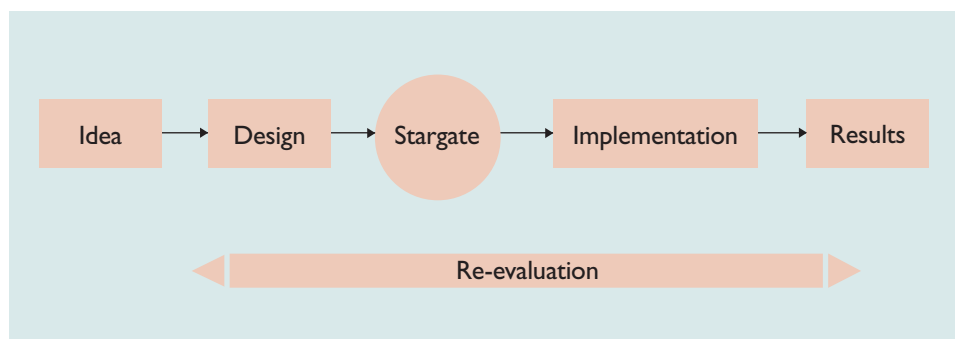 Idea
Design
Stargate
Implementation
Results
Re-evaluation